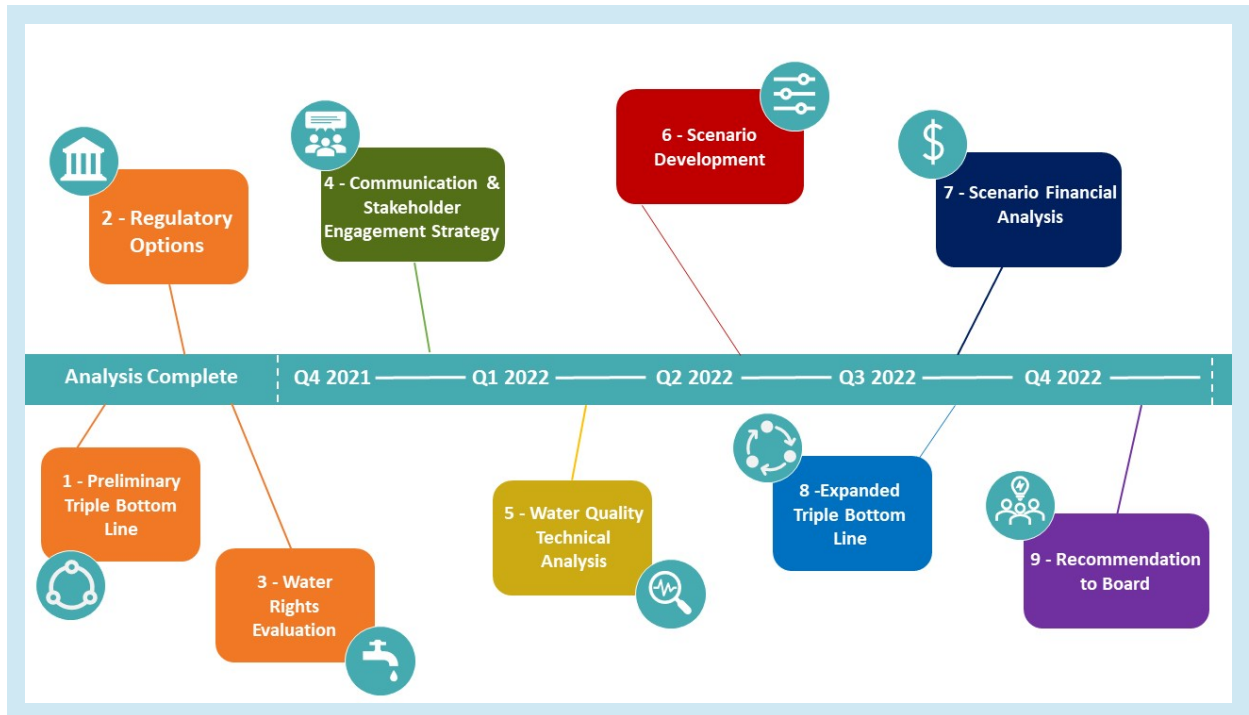 2 - Regulatory
Options
4 - Communication &
Stakeholder
Engagement Strategy
6 - Scenario
Development
$
7 - Scenario Financial
Analysis
Analysis Complete
Q4 2021
Q1 2022
Q2 2022
Q3 2022
Q4 2022
1 - Preliminary
Triple Bottom
Line
3 - Water
Rights
Evaluation
5 - Water Quality
Technical
Analysis
8 -Expanded
Triple Bottom
Line
9 - Recommendation
to Board